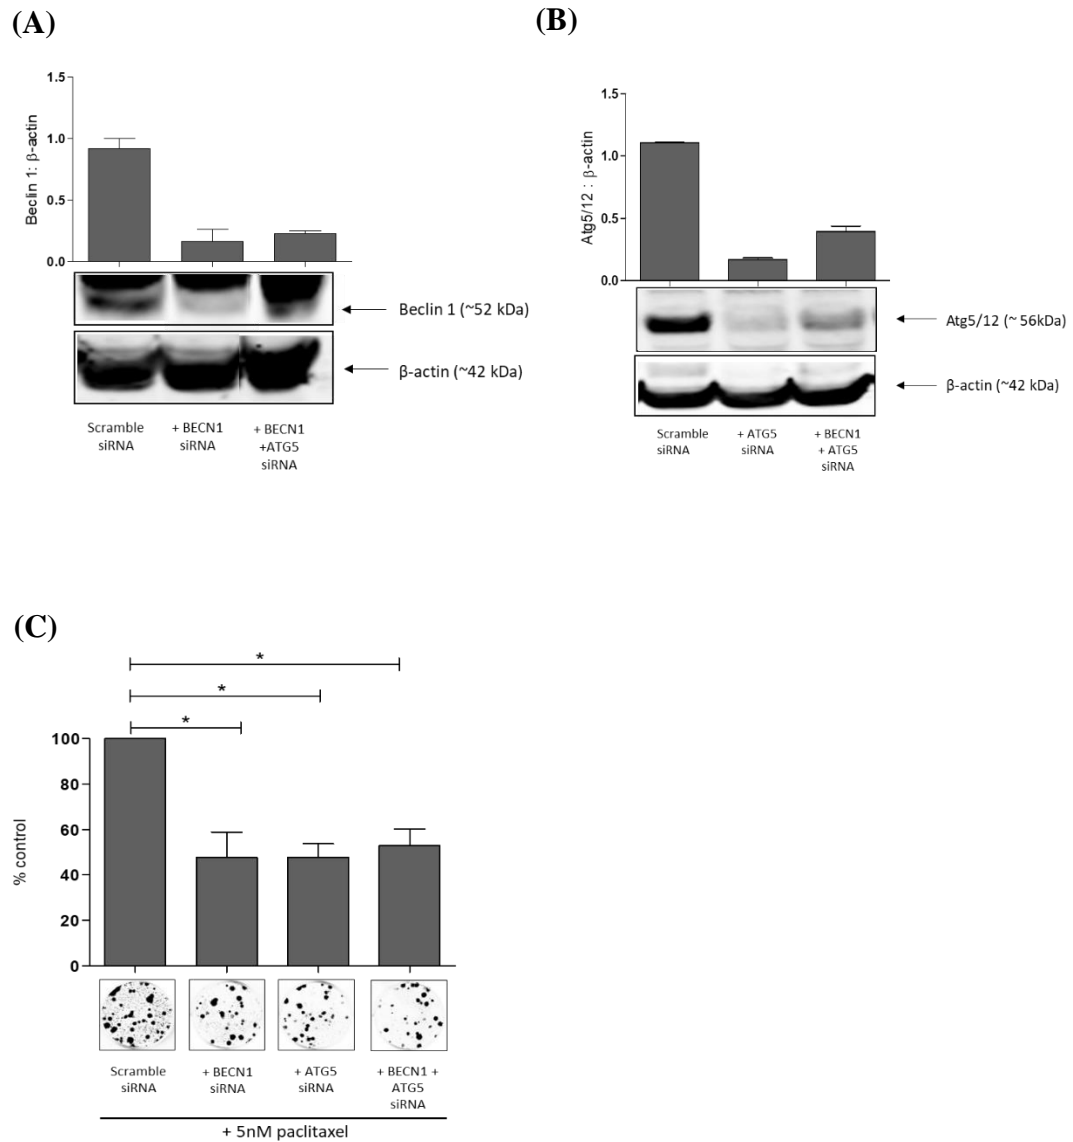 (A)
1.5
1.0
0.5
0.0
Beclin 1: β-actin
Beclin 1 (~52 kDa)
β-actin (~42 kDa)
Scramble
siRNA
+ BECN1
siRNA
+ BECN1
+ATG5
siRNA
(B)
1.5
1.0
0.5
0.0
Atg5/12 : β-actin
Atg5/12 (~ 56kDa)
β-actin (~42 kDa)
Scramble
siRNA
+ ATG5
siRNA
+ BECN1
+ ATG5
siRNA
(C)
*
*
*
100
80
60
40
20
0
% control
Scramble
siRNA
+ BECN1
siRNA
+ ATG5
siRNA
+ BECN1 +
ATG5
siRNA
+ 5nM paclitaxel